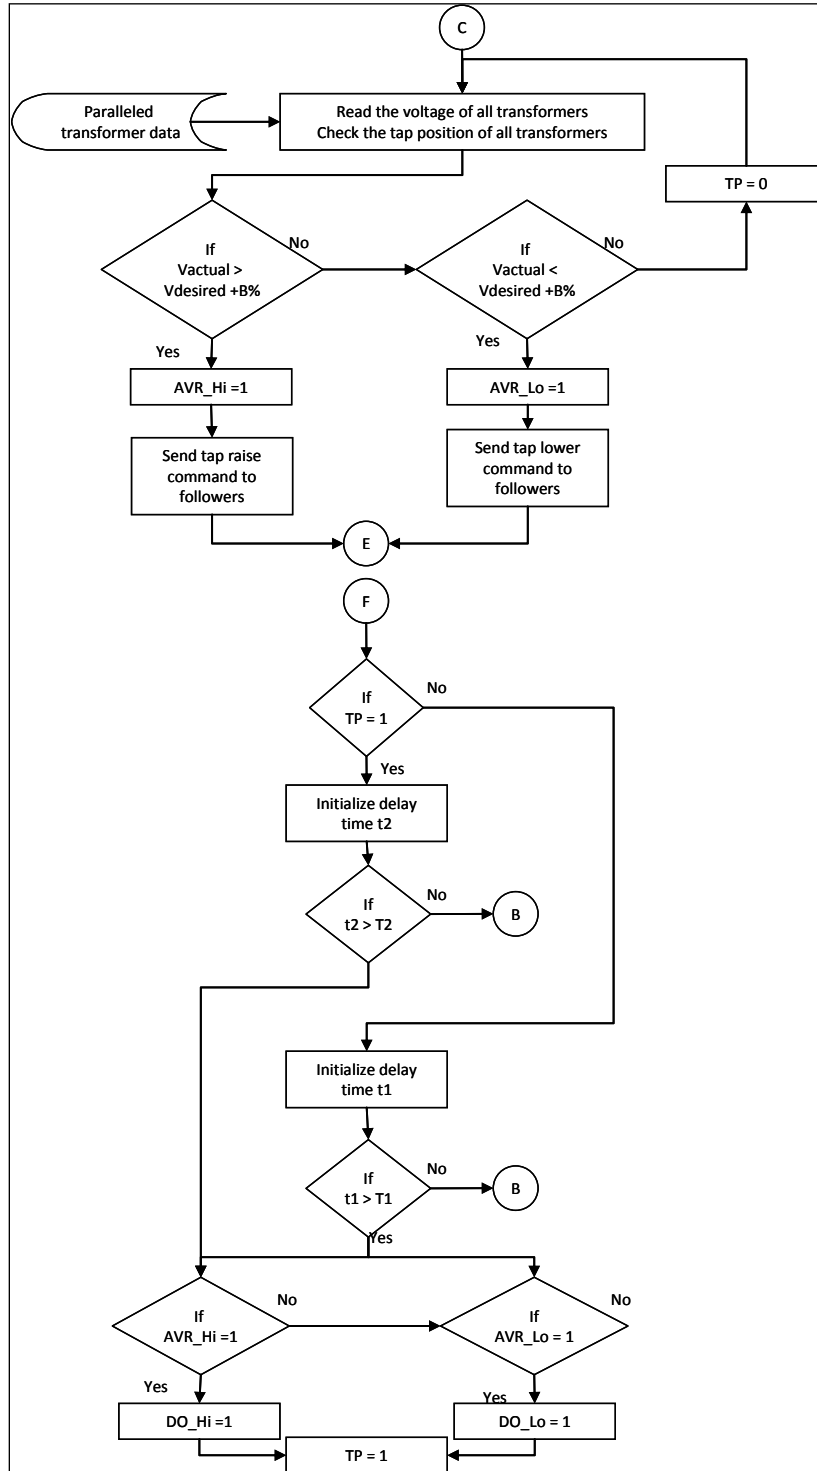 C
Paralleled
transformer data
Read the voltage of all transformers
Check the tap position of all transformers
TP = 0
If
Vactual >
Vdesired +B%
No
If
Vactual <
Vdesired +B%
No
Yes
Yes
AVR_Hi =1
AVR_Lo =1
Send tap raise
command to
followers
Send tap lower
command to
followers
E
F
If
TP = 1
No
Yes
Initialize delay
time t2
If
t2 > T2
No
B
Initialize delay
time t1
If
t1 > T1
No
B
Yes
If
AVR_Hi =1
No
If
AVR_Lo = 1
No
Yes
Yes
DO_Hi =1
DO_Lo = 1
TP = 1